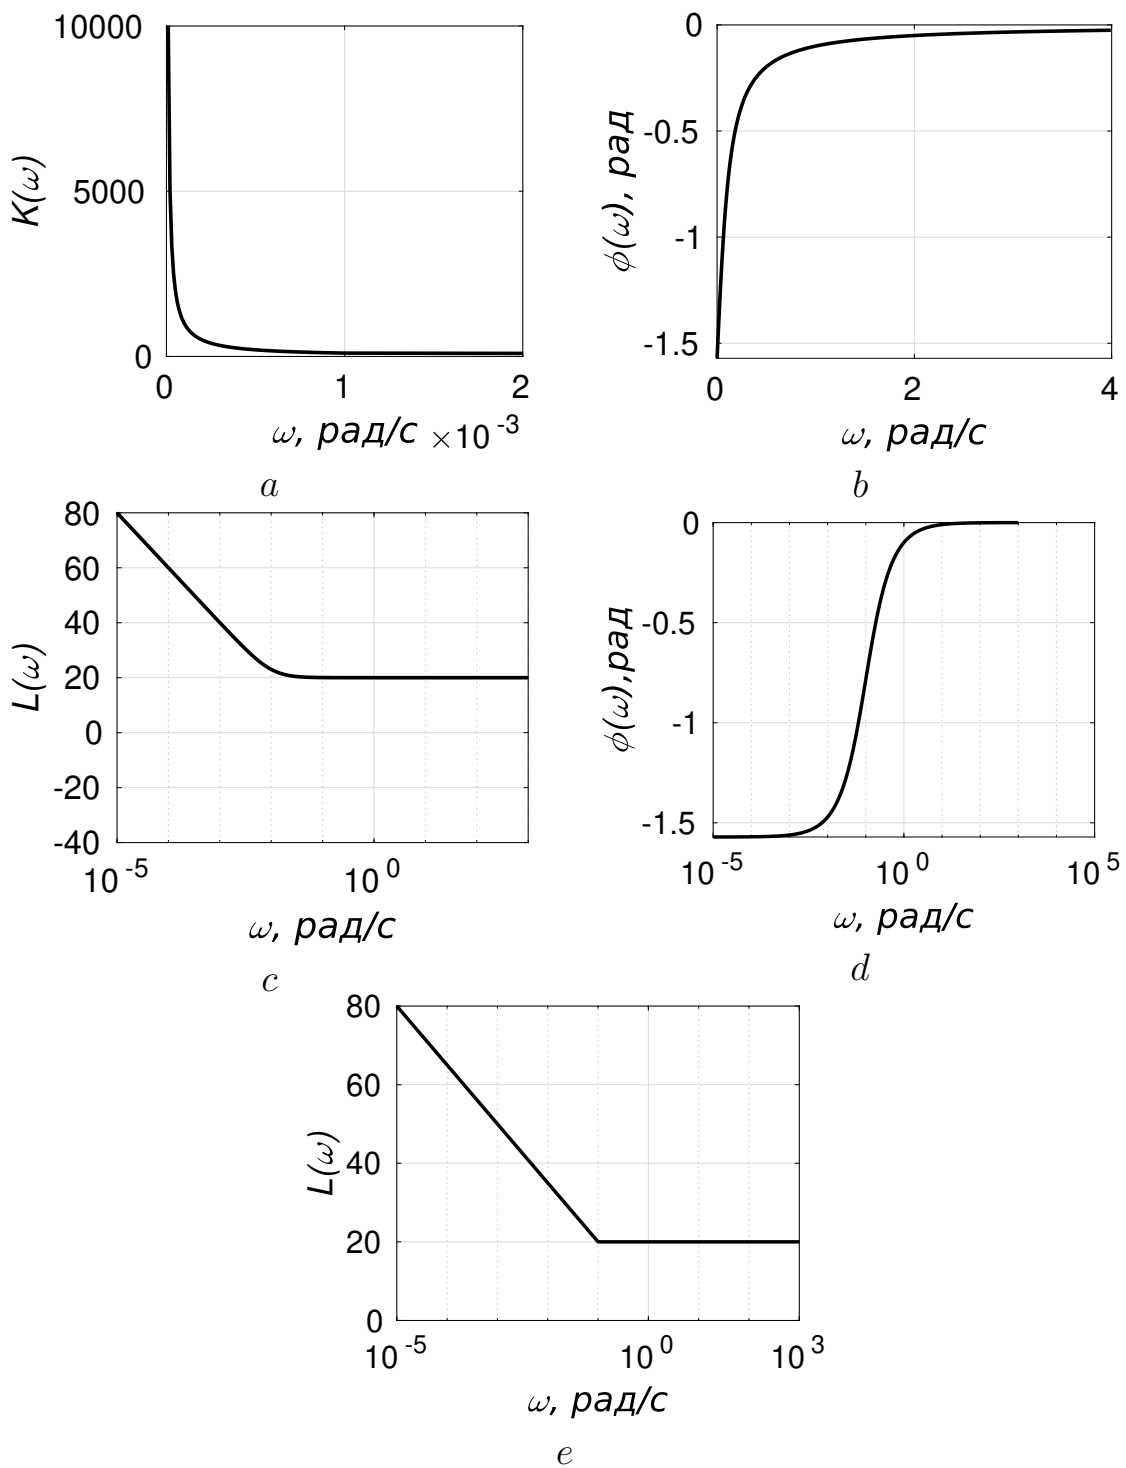 10000
5000
0
K(ω)
0 1 2
ω, рад/с ×10⁻³
a
0
-0.5
-1
-1.5
ϕ(ω), рад
0 2 4
ω, рад/с
b
80
60
40
20
0
-20
-40
L(ω)
10⁻⁵ 10⁰
ω, рад/с
c
0
-0.5
-1
-1.5
ϕ(ω),рад
10⁻⁵ 10⁰ 10⁵
ω, рад/с
d
80
60
40
20
0
L(ω)
10⁻⁵ 10⁰ 10³
ω, рад/с
e